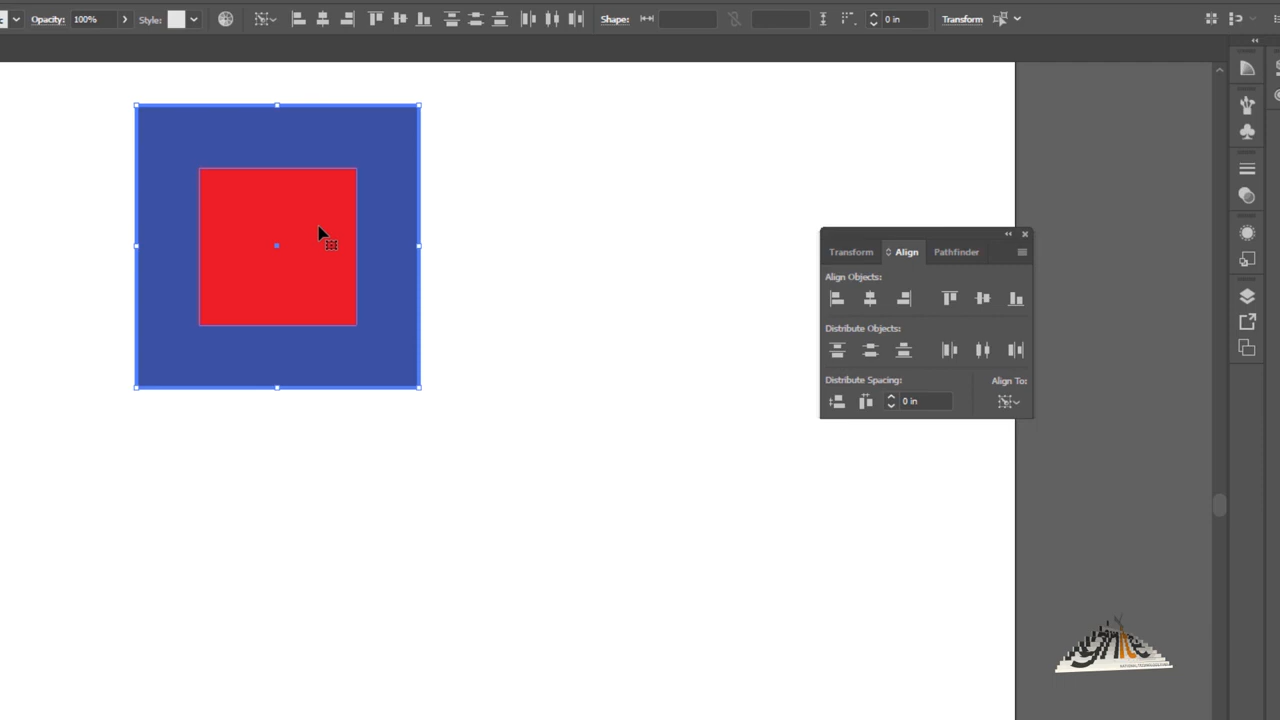 Opacity: 100% Style: Shape: 0 in Transform
Transform Align Pathfinder
Align Objects:
Distribute Objects:
Distribute Spacing: Align To:
0 in
Ignite